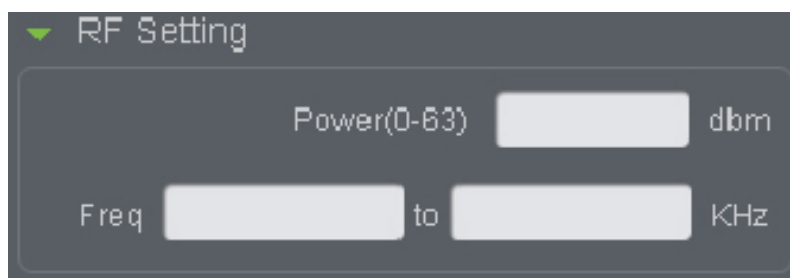 RF Setting
Power(0-63) dbm
Freq to KHz